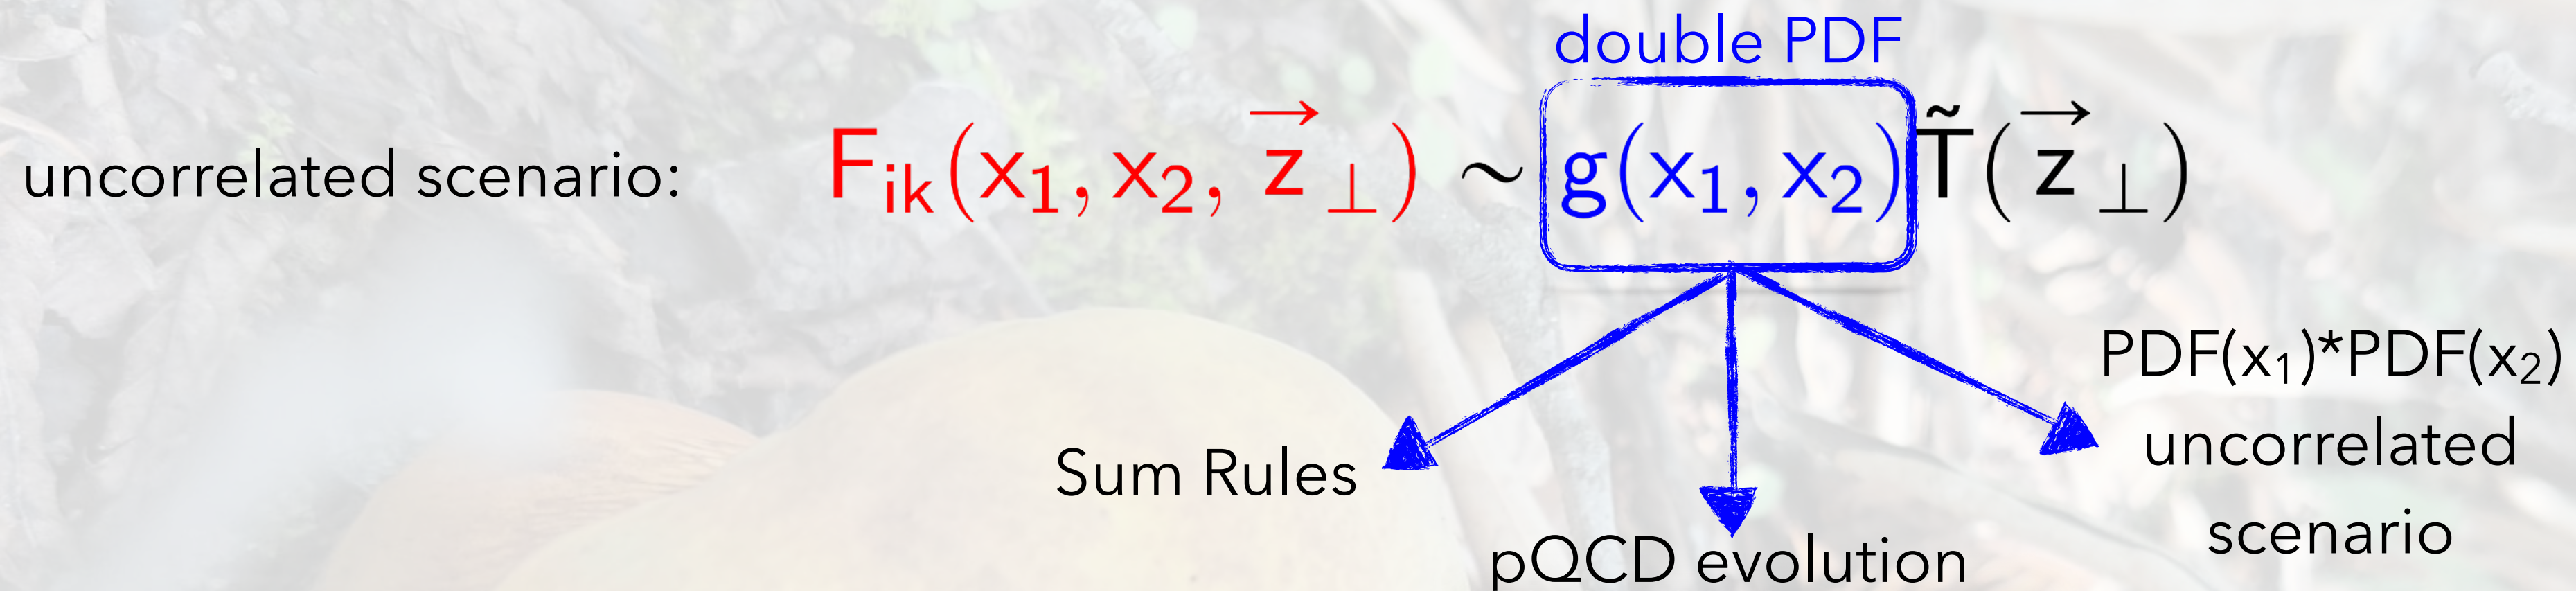 double PDF
uncorrelated scenario: F_ik(x₁, x₂, z⃗_⊥) ∼ g(x₁, x₂)T̃(z⃗_⊥)
PDF(x₁)*PDF(x₂)
uncorrelated
scenario
Sum Rules
pQCD evolution